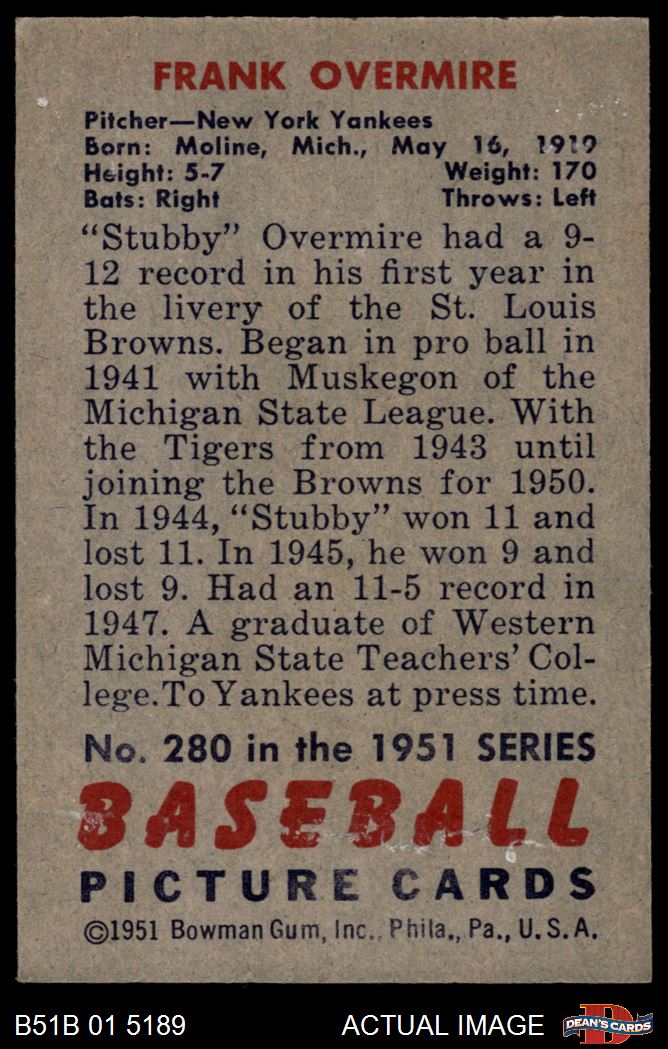 FRANK OVERMIRE
Pitcher—New York Yankees
Born: Moline, Mich., May 16, 1919
Height: 5-7 Weight: 170
Bats: Right Throws: Left
“Stubby” Overmire had a 9-
12 record in his first year in
the livery of the St. Louis
Browns. Began in pro ball in
1941 with Muskegon of the
Michigan State League. With
the Tigers from 1943 until
joining the Browns for 1950.
In 1944, “Stubby” won 11 and
lost 11. In 1945, he won 9 and
lost 9. Had an 11-5 record in
1947. A graduate of Western
Michigan State Teachers’ Col-
lege. To Yankees at press time.
No. 280 in the 1951 SERIES
BASEBALL
PICTURE CARDS
©1951 Bowman Gum, Inc., Phila., Pa., U.S.A.
B51B 01 5189 ACTUAL IMAGE D DEAN'S CARDS